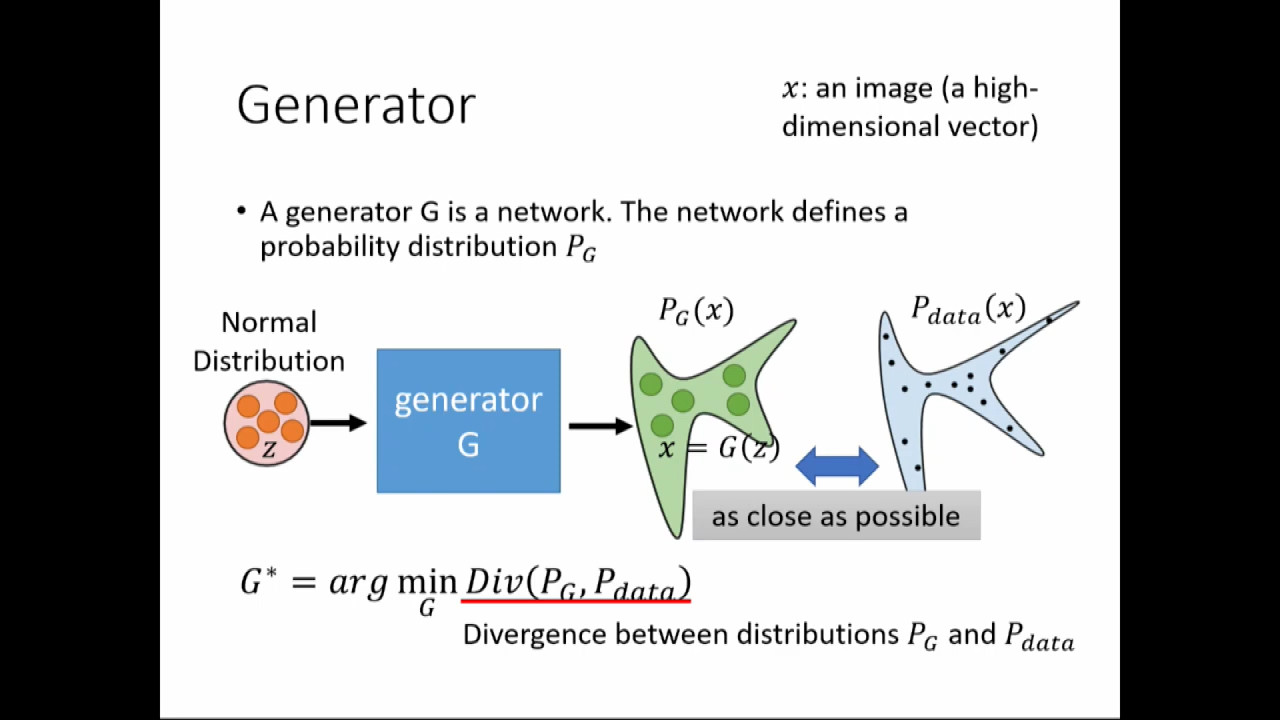 Generator
x: an image (a high-
dimensional vector)
• A generator G is a network. The network defines a
probability distribution P_G
Normal
Distribution
z
generator
G
P_G(x)
x = G(z)
P_data(x)
as close as possible
G* = arg min_G Div(P_G, P_data)
Divergence between distributions P_G and P_data